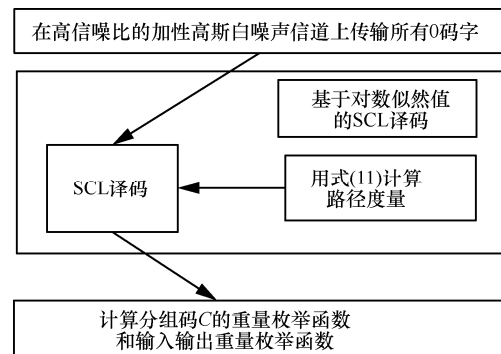 在高信噪比的加性高斯白噪声信道上传输所有0码字
基于对数似然值
的SCL译码
SCL译码
用式(11)计算
路径度量
计算分组码C的重量枚举函数
和输入输出重量枚举函数